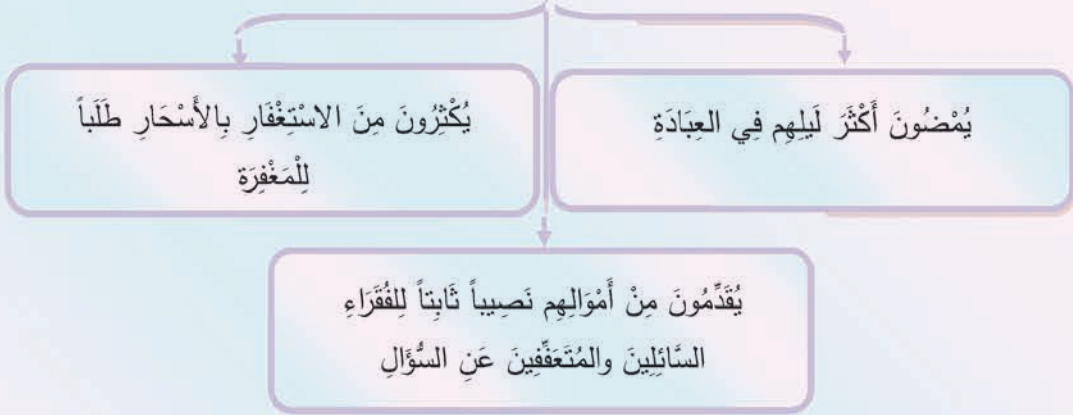 يُمْضُونَ أَكْثَرَ لَيلِهِم فِي العِبَادَةِ
يُكْثِرُونَ مِنَ الاسْتِغْفَارِ بِالأَسْحَارِ طَلَباً
لِلْمَغْفِرَة
يُقَدِّمُونَ مِنْ أَمْوَالِهِم نَصِيباً ثَابِتاً لِلفُقَرَاءِ
السَّائِلِينَ والمُتَعَفِّفِينَ عَنِ السُّؤَالِ